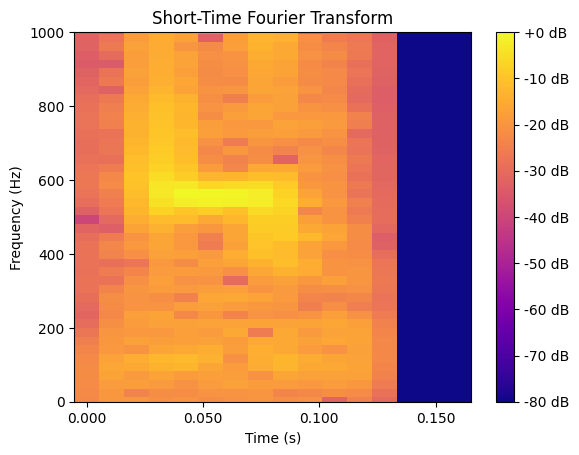 Short-Time Fourier Transform
1000
800
600
400
200
0
Frequency (Hz)
0.000
0.050
0.100
0.150
Time (s)
+0 dB
-10 dB
-20 dB
-30 dB
-40 dB
-50 dB
-60 dB
-70 dB
-80 dB